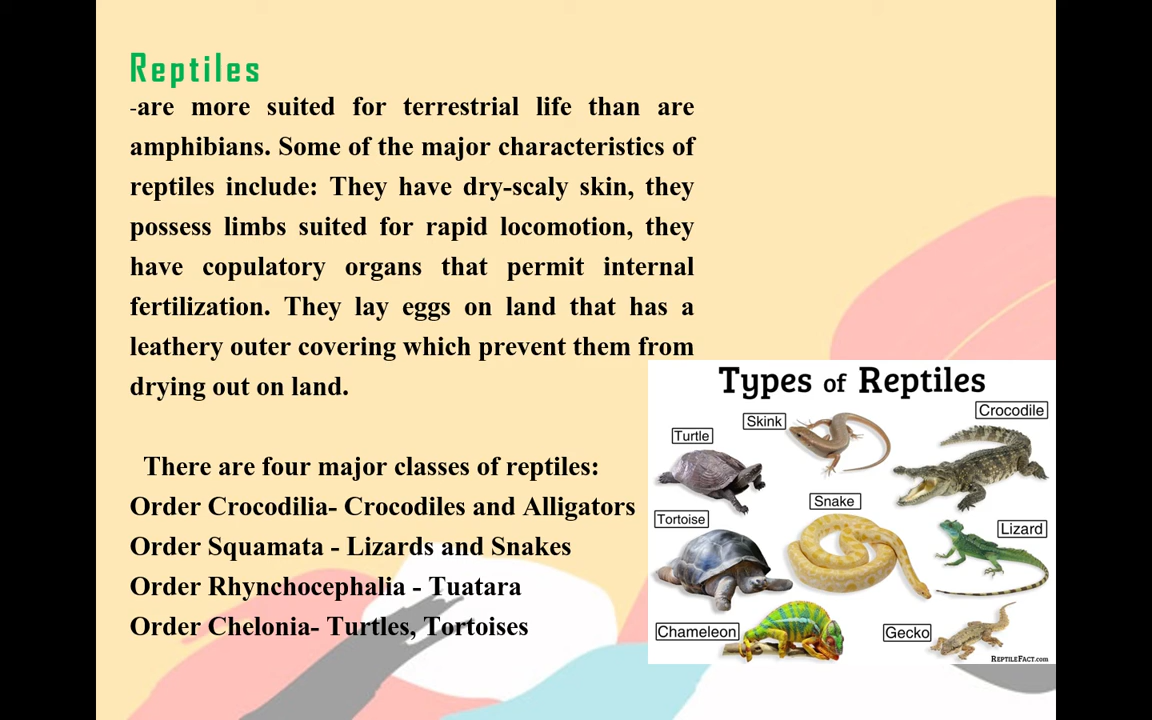 Reptiles
-are more suited for terrestrial life than are
amphibians. Some of the major characteristics of
reptiles include: They have dry-scaly skin, they
possess limbs suited for rapid locomotion, they
have copulatory organs that permit internal
fertilization. They lay eggs on land that has a
leathery outer covering which prevent them from
drying out on land.
There are four major classes of reptiles:
Order Crocodilia- Crocodiles and Alligators
Order Squamata - Lizards and Snakes
Order Rhynchocephalia - Tuatara
Order Chelonia- Turtles, Tortoises
Types of Reptiles
Crocodile
Skink
Turtle
Snake
Tortoise
Lizard
Chameleon
Gecko
REPTILEFACT.com